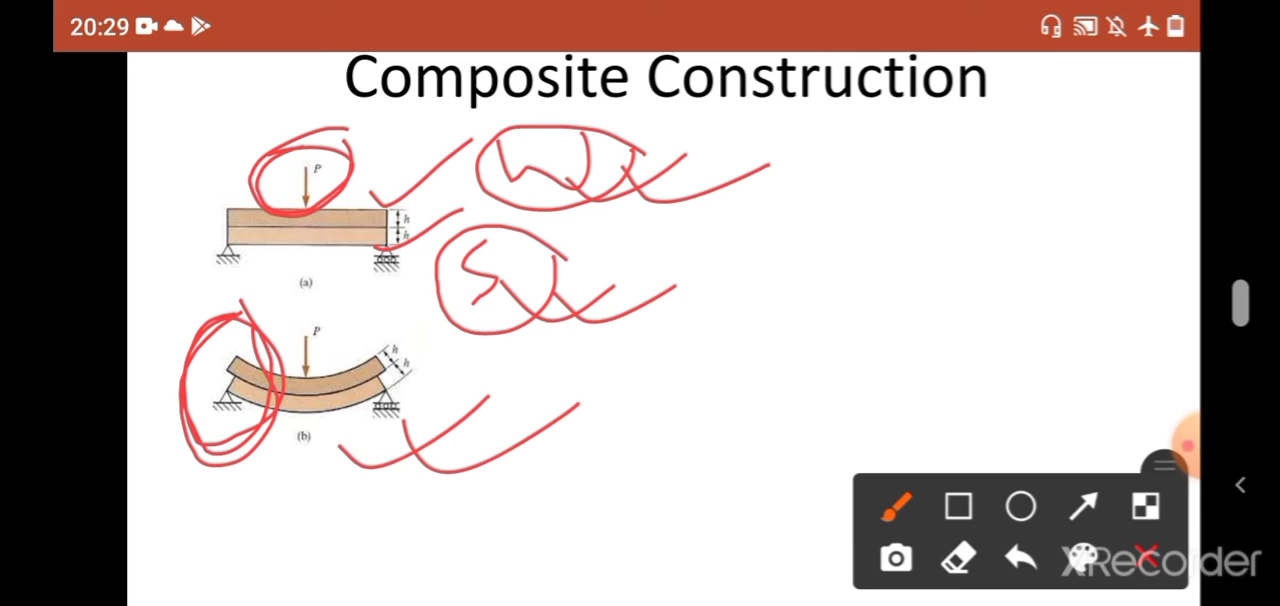 20:29
Composite Construction
P
h
h
(a)
W
S
P
h
h
(b)
XRecorder